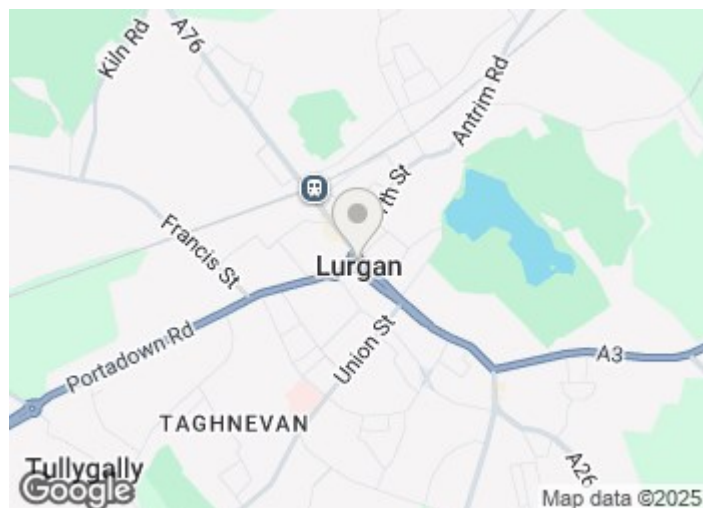 A76
Kiln Rd
Antrim Rd
rth St
Francis St
Lurgan
Portadown Rd
Union St
A3
TAGHNEVAN
Tullygally
A26
Google
Map data ©2025